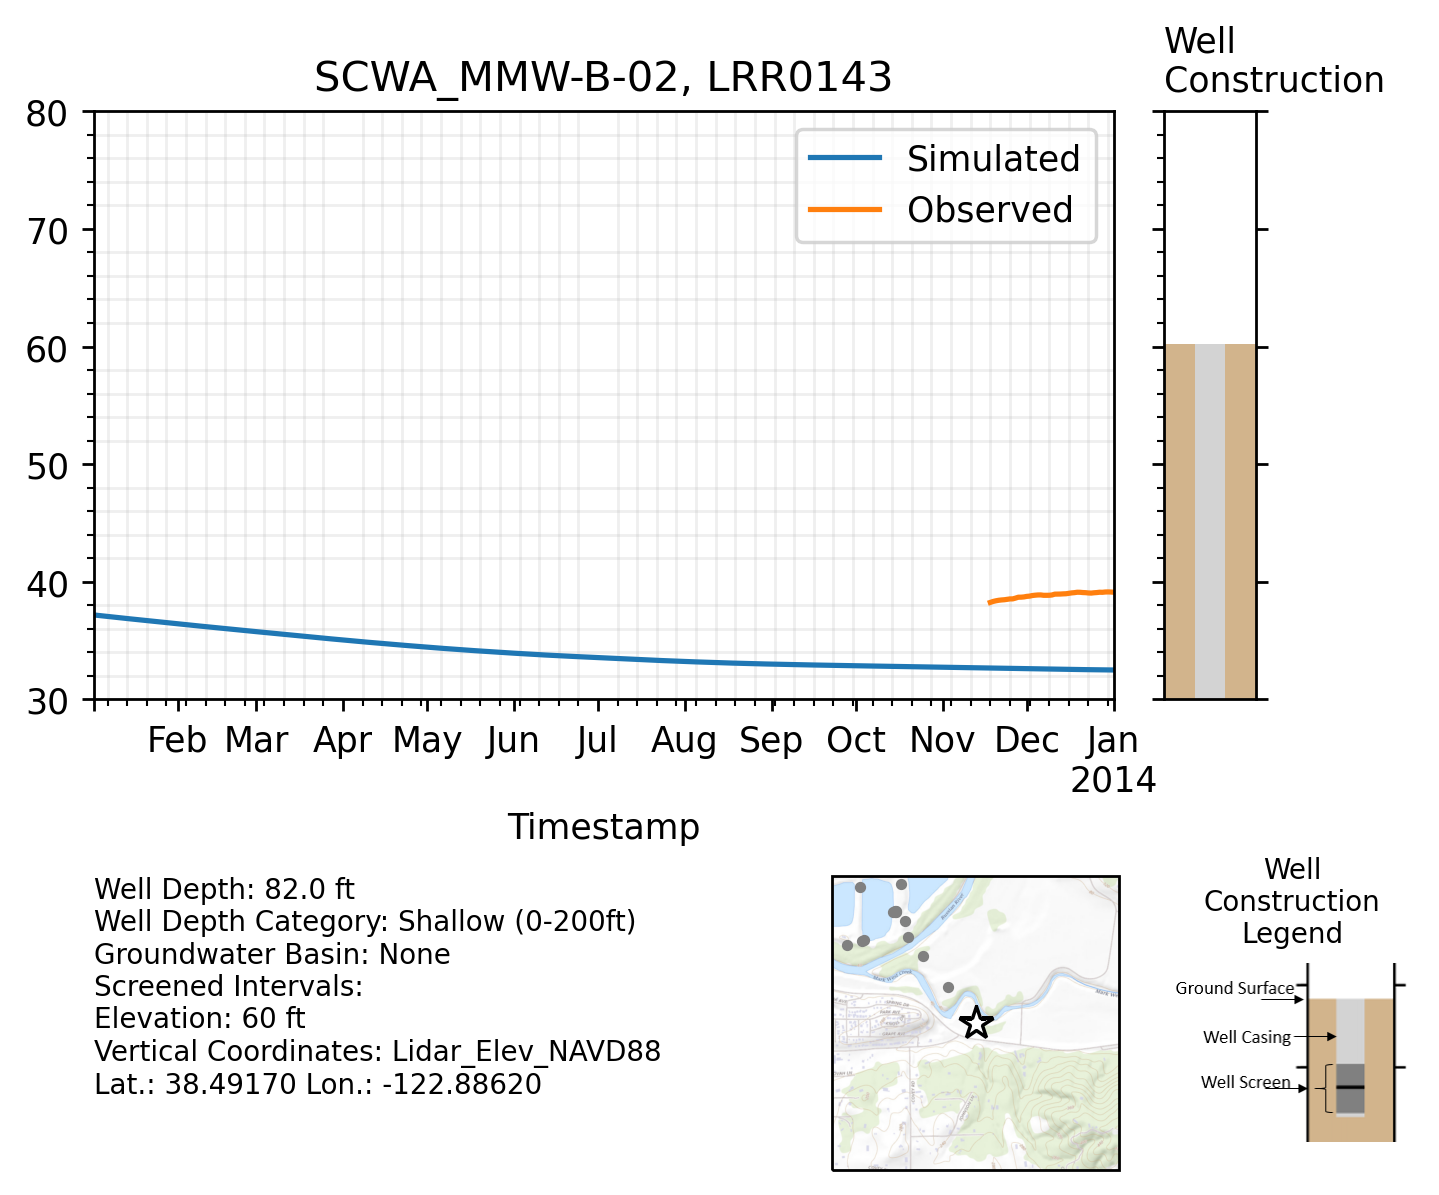 Well
Construction
SCWA_MMW-B-02, LRR0143
80
70
60
50
40
30
Simulated
Observed
Feb Mar Apr May Jun Jul Aug Sep Oct Nov Dec Jan
2014
Timestamp
Well Depth: 82.0 ft
Well Depth Category: Shallow (0-200ft)
Groundwater Basin: None
Screened Intervals:
Elevation: 60 ft
Vertical Coordinates: Lidar_Elev_NAVD88
Lat.: 38.49170 Lon.: -122.88620
Well
Construction
Legend
Ground Surface
Well Casing
Well Screen